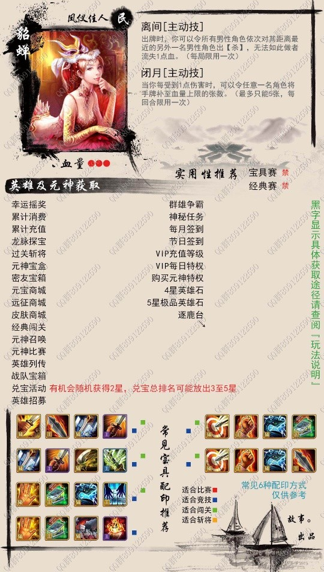 风仪佳人
民
貂蝉
离间[主动技]
出牌时，你可以令所有男性角色依次对其距离最
近的另外一名男性角色出【杀】，无法如此做者
流失1点血。（每局限用一次）
闭月[主动技]
当你每受到1点伤害时，可以令任意一名角色将
手牌补至血量上限的张数。（最多只能5张，每
回合限用一次）
血量
实用性推荐
宝具赛 禁
经典赛 禁
英雄及元神获取
幸运摇奖
累计消费
累计充值
龙脉探宝
过关斩将
元神宝盒
密友宝箱
元宝商城
远征商城
皮肤商城
经典闯关
元神召唤
元神比赛
英雄列传
战队宝箱
兑宝活动 有机会随机获得2星，兑宝总排名可能放出3至5星
英雄招募
群雄争霸
神秘任务
每月签到
节日签到
VIP充值等级
VIP每日特权
购买元神特权
4星英雄石
5星极品英雄石
逐鹿台
黑字显示具体获取途径请查阅『玩法说明』
常见宝具配印推荐
适合比赛
适合竞技
适合闯关
适合斩将
常见6种配印方式
仅供参考
故事。
出品